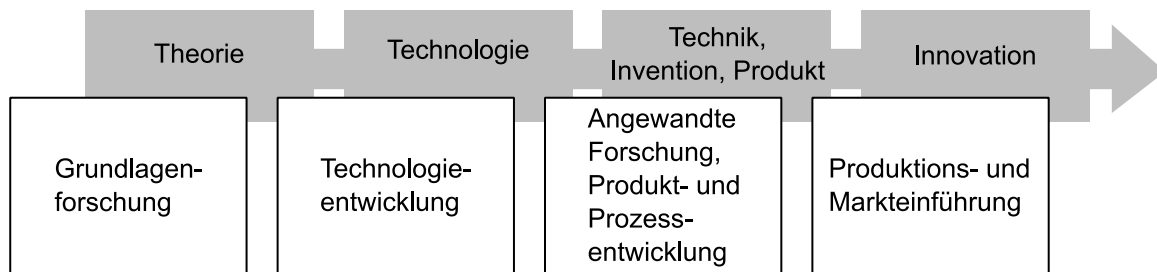 Theorie
Technologie
Technik,
Invention, Produkt
Innovation
Grundlagen-
forschung
Technologie-
entwicklung
Angewandte
Forschung,
Produkt- und
Prozess-
entwicklung
Produktions- und
Markteinführung